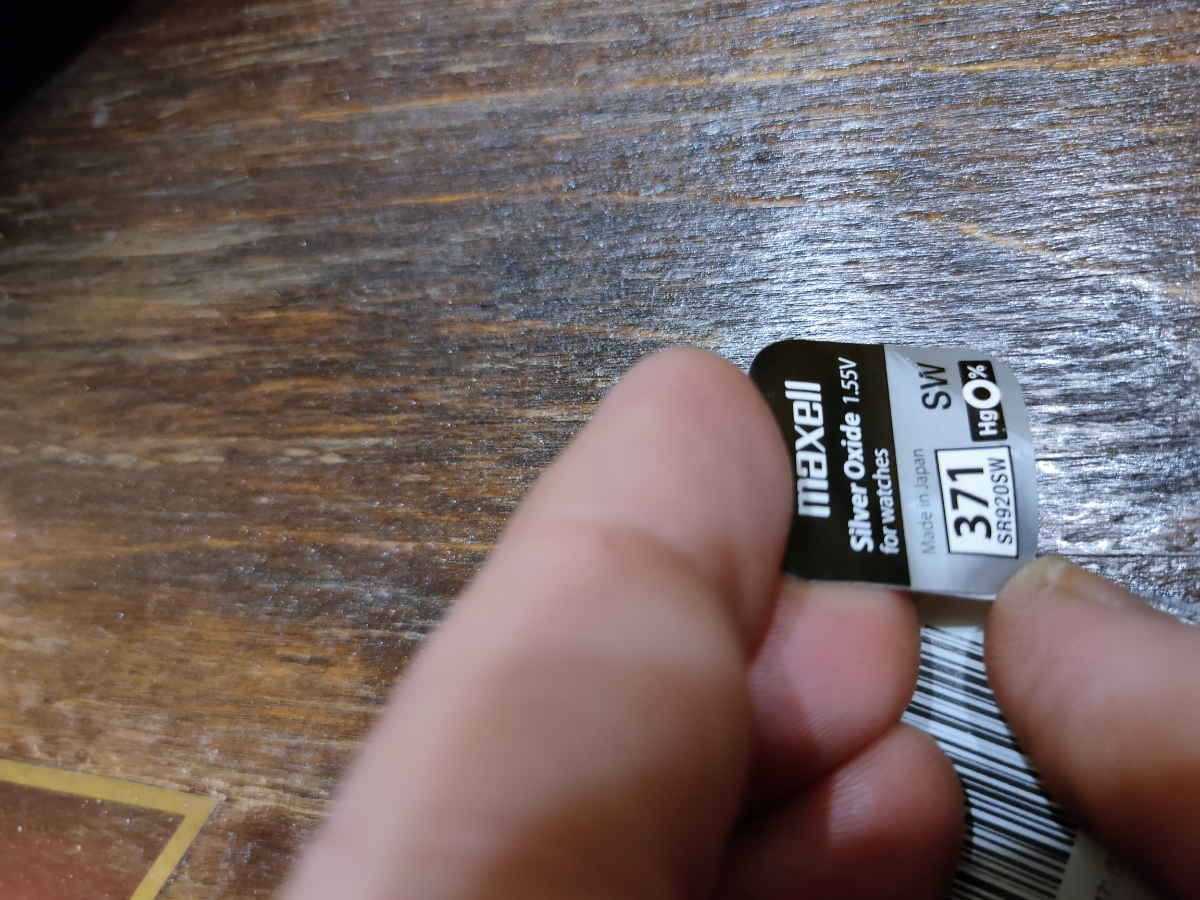 maxell
Silver Oxide 1.55V
for watches
Made in Japan
SW
371
SR920SW
Hg 0%